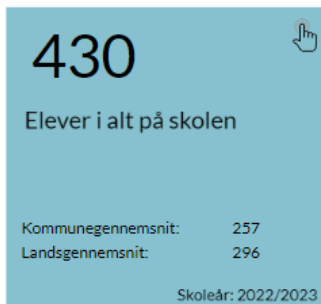 430
Elever i alt på skolen
Kommunegennemsnit: 257
Landsgennemsnit: 296
Skoleår: 2022/2023